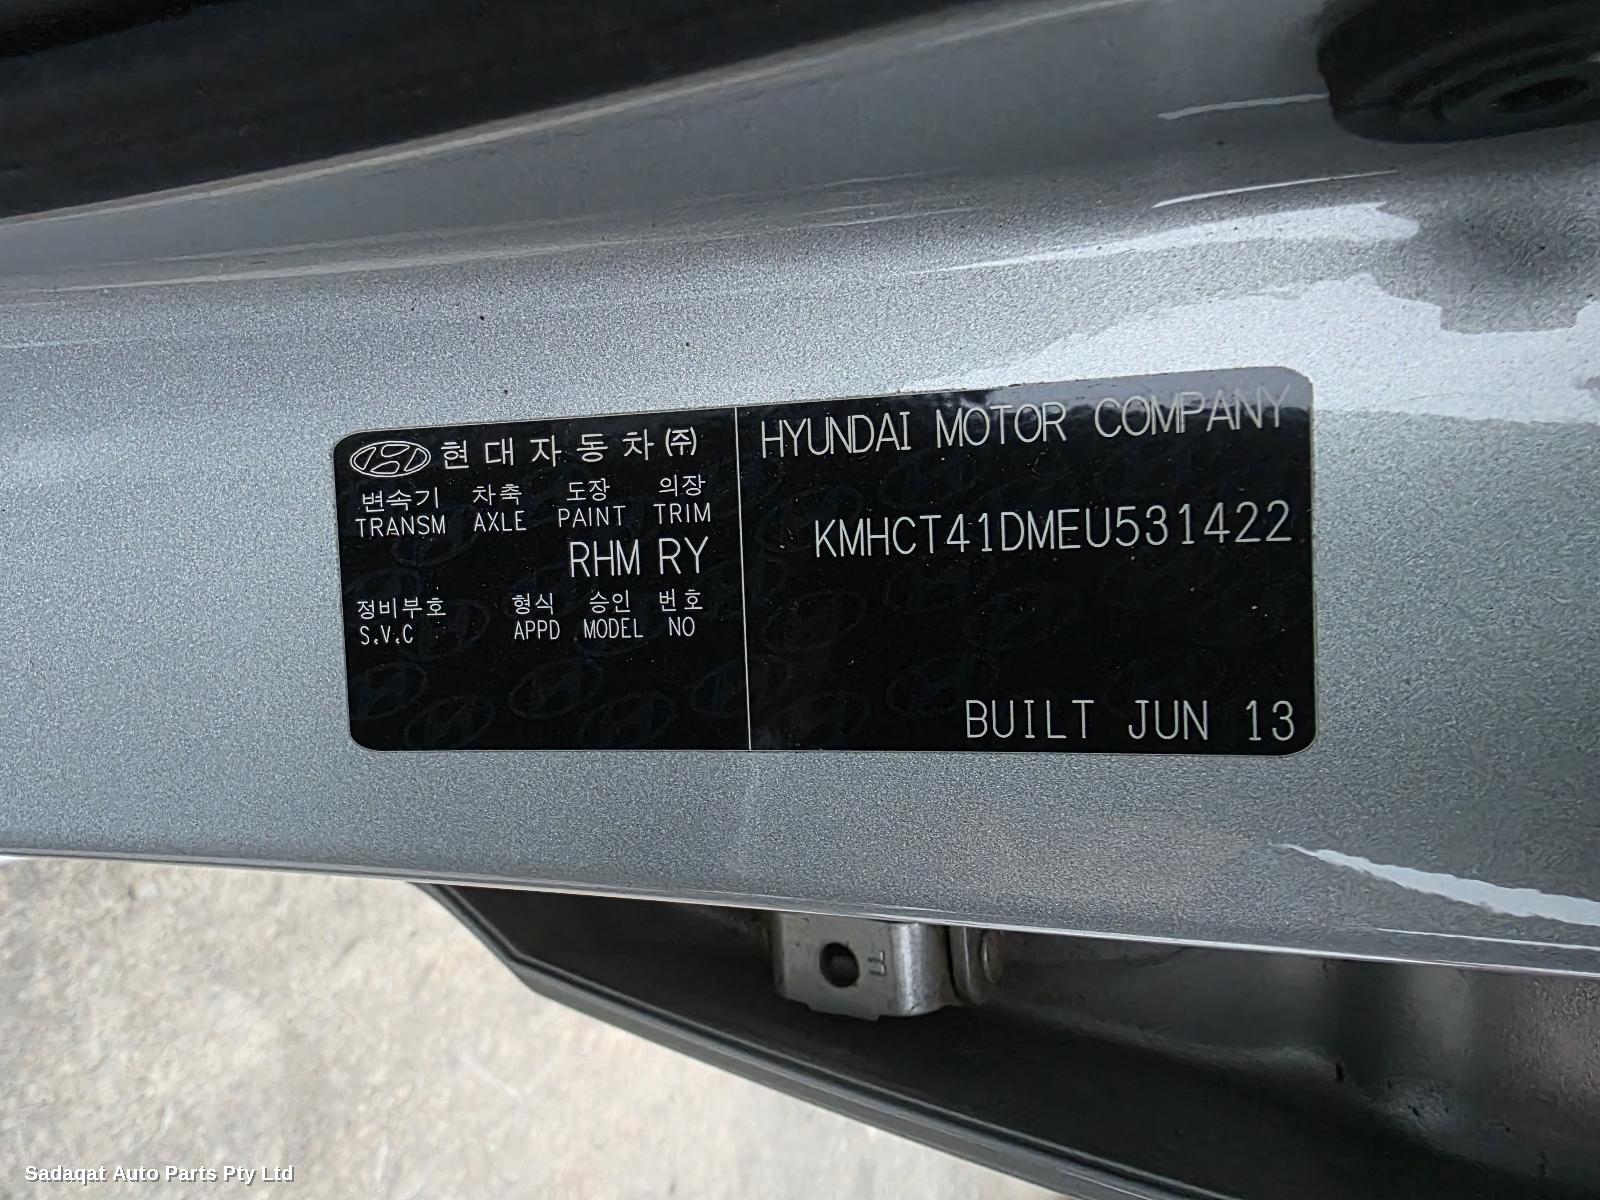 현대자동차㈜
변속기 차축 도장 의장
TRANSM AXLE PAINT TRIM
RHM RY
정비부호 형식 승인 번호
S.V.C APPD MODEL NO
HYUNDAI MOTOR COMPANY
KMHCT41DMEU531422
BUILT JUN 13
Sadaqat Auto Parts Pty Ltd